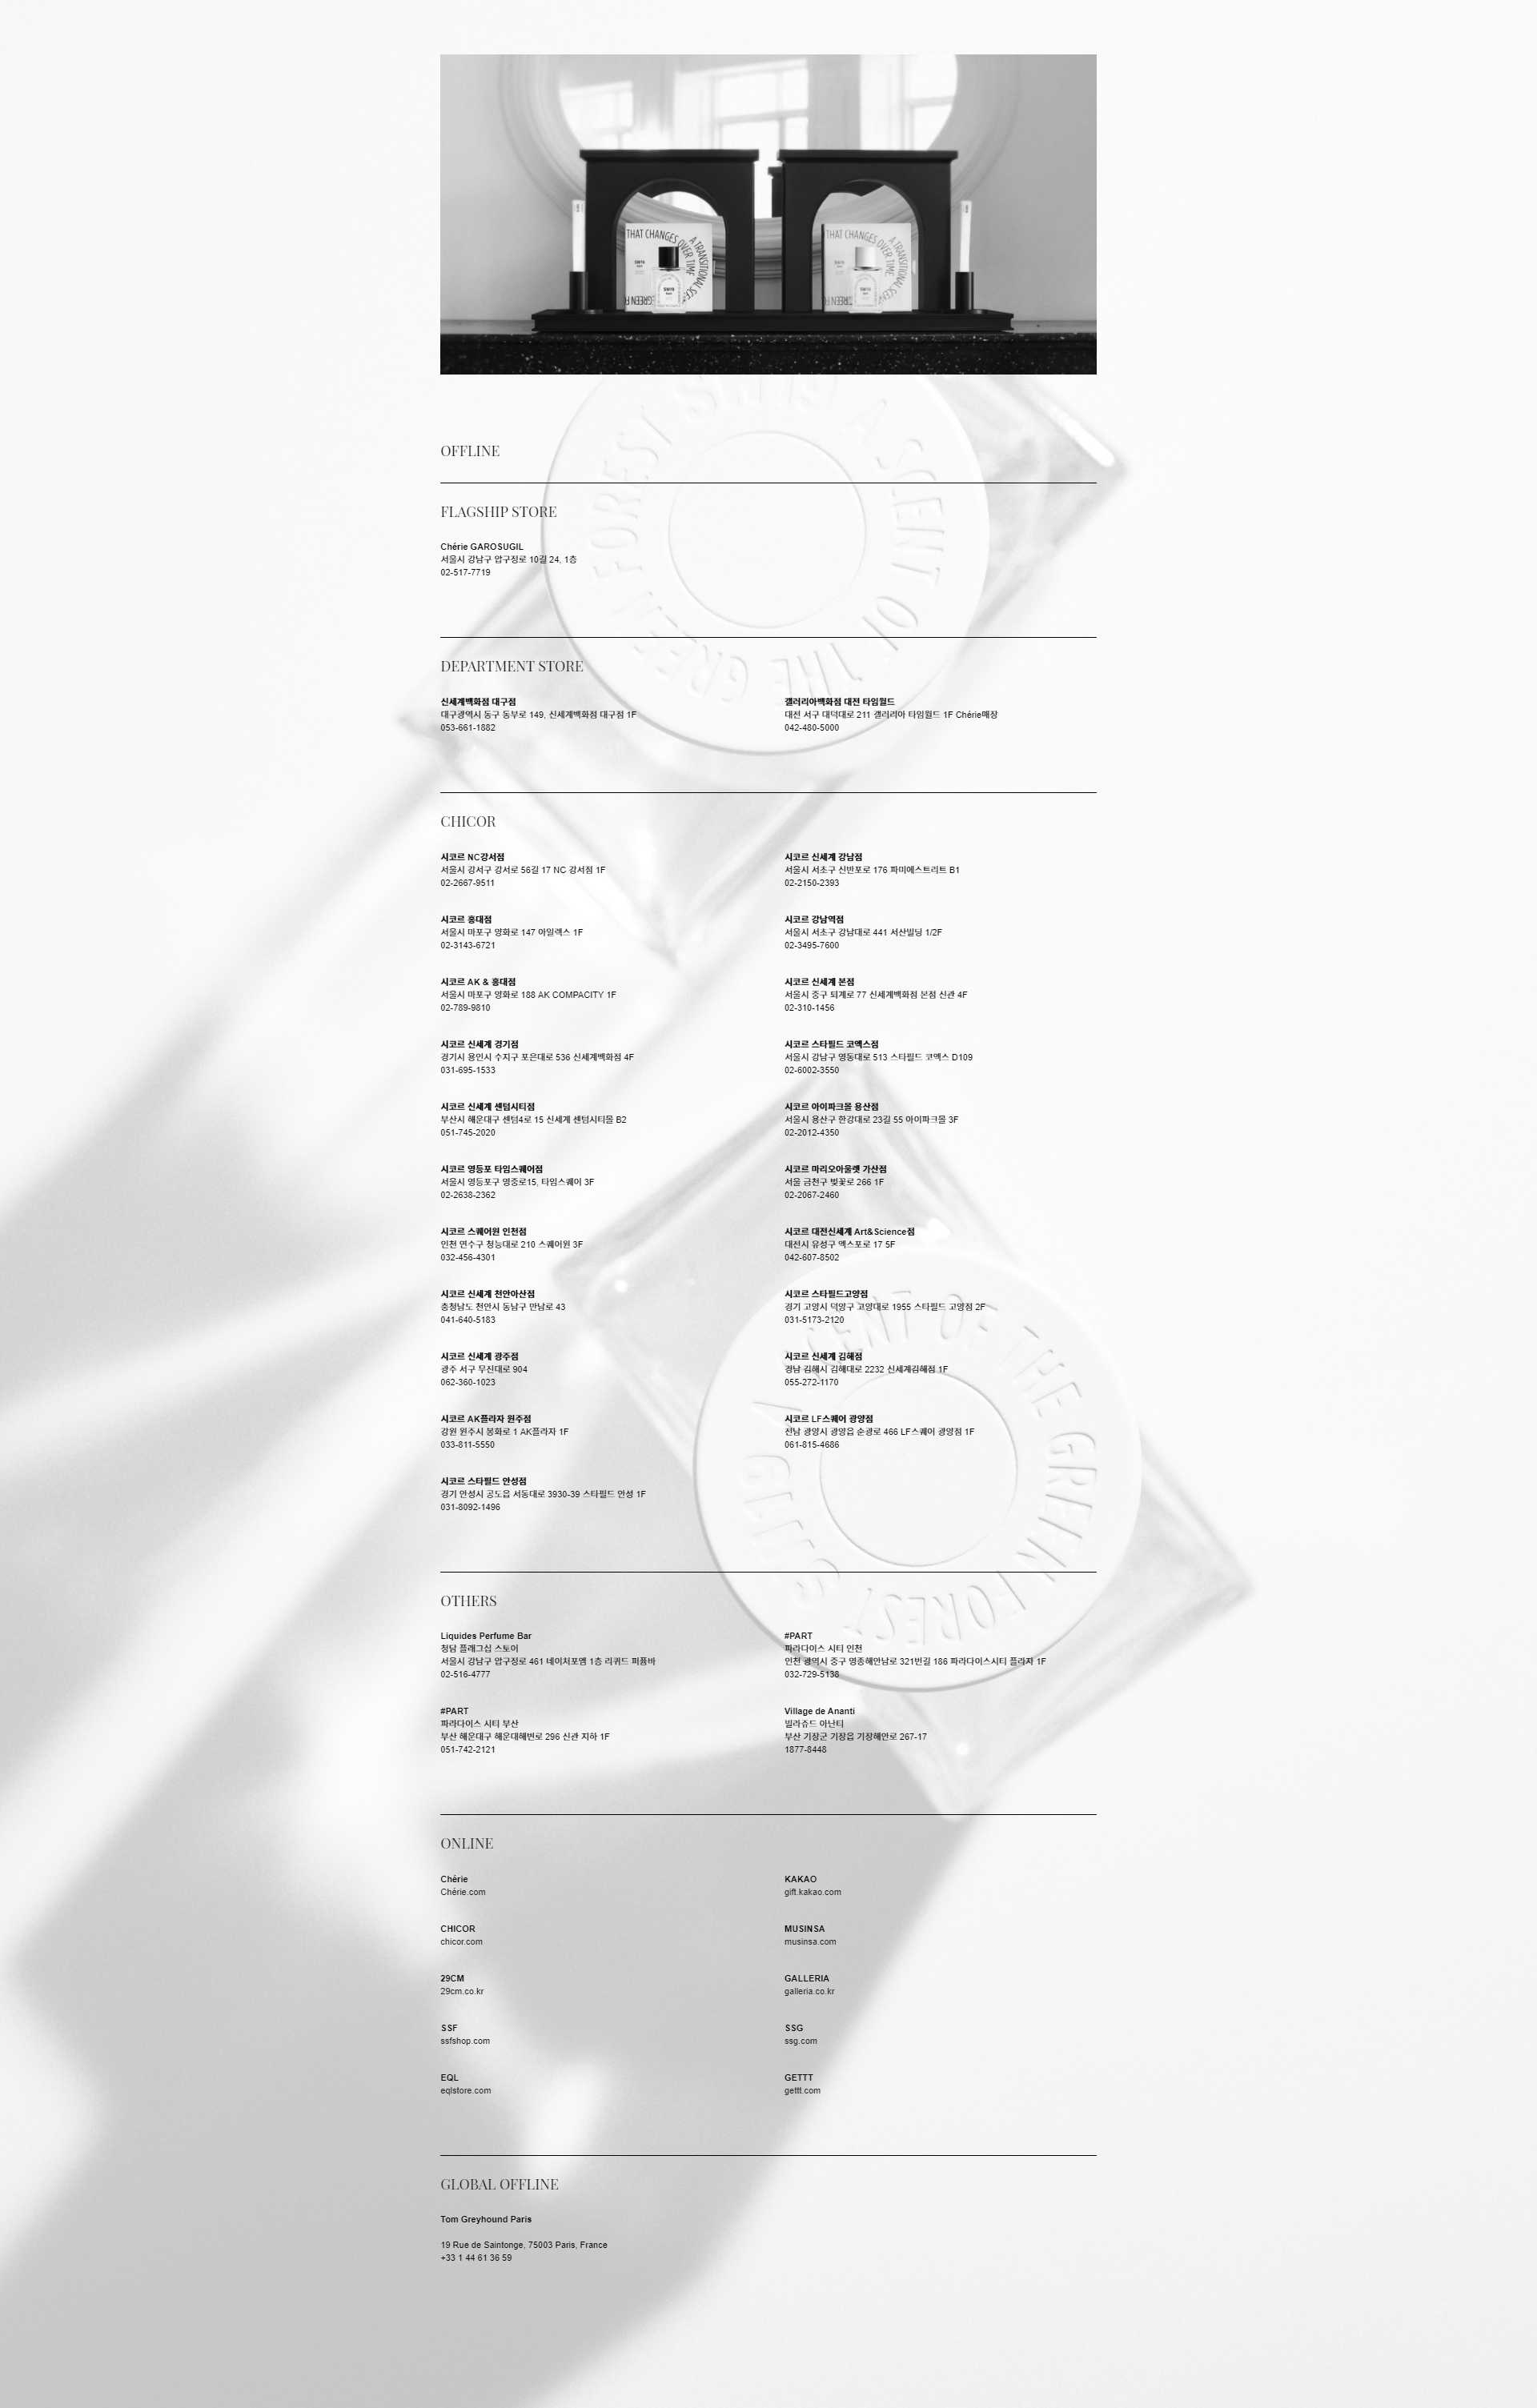 THAT CHANGES OVER TIME
A TRANSITIONAL SCE
GREEN F
SW19
THAT CHANGES OVER TIME
A TRANSITIONAL SCE
GREEN F
SW19
SW19 A SCENT OF THE GREEN FOREST
OFFLINE
FLAGSHIP STORE
Chérie GAROSUGIL
서울시 강남구 압구정로 10길 24, 1층
02-517-7719
DEPARTMENT STORE
신세계백화점 대구점
대구광역시 동구 동부로 149, 신세계백화점 대구점 1F
053-661-1882
갤러리아백화점 대전 타임월드
대전 서구 대덕대로 211 갤러리아 타임월드 1F Chérie매장
042-480-5000
CHICOR
시코르 NC강서점
서울시 강서구 강서로 56길 17 NC 강서점 1F
02-2667-9511
시코르 신세계 강남점
서울시 서초구 신반포로 176 파미에스트리트 B1
02-2150-2393
시코르 홍대점
서울시 마포구 양화로 147 아일렉스 1F
02-3143-6721
시코르 강남역점
서울시 서초구 강남대로 441 서산빌딩 1/2F
02-3495-7600
시코르 AK & 홍대점
서울시 마포구 양화로 188 AK COMPACITY 1F
02-789-9810
시코르 신세계 본점
서울시 중구 퇴계로 77 신세계백화점 본점 신관 4F
02-310-1456
시코르 신세계 경기점
경기시 용인시 수지구 포은대로 536 신세계백화점 4F
031-695-1533
시코르 스타필드 코엑스점
서울시 강남구 영동대로 513 스타필드 코엑스 D109
02-6002-3550
시코르 신세계 센텀시티점
부산시 해운대구 센텀4로 15 신세계 센텀시티몰 B2
051-745-2020
시코르 아이파크몰 용산점
서울시 용산구 한강대로 23길 55 아이파크몰 3F
02-2012-4350
시코르 영등포 타임스퀘어점
서울시 영등포구 영중로15, 타임스퀘어 3F
02-2638-2362
시코르 마리오아울렛 가산점
서울 금천구 벚꽃로 266 1F
02-2067-2460
시코르 스퀘어원 인천점
인천 연수구 청능대로 210 스퀘어원 3F
032-456-4301
시코르 대전신세계 Art&Science점
대전시 유성구 엑스포로 17 5F
042-607-8502
시코르 신세계 천안아산점
충청남도 천안시 동남구 만남로 43
041-640-5183
시코르 스타필드고양점
경기 고양시 덕양구 고양대로 1955 스타필드 고양점 2F
031-5173-2120
시코르 신세계 광주점
광주 서구 무진대로 904
062-360-1023
시코르 신세계 김해점
경남 김해시 김해대로 2232 신세계김해점 1F
055-272-1170
시코르 AK플라자 원주점
강원 원주시 봉화로 1 AK플라자 1F
033-811-5550
시코르 LF스퀘어 광양점
전남 광양시 광양읍 순광로 466 LF스퀘어 광양점 1F
061-815-4686
시코르 스타필드 안성점
경기 안성시 공도읍 서동대로 3930-39 스타필드 안성 1F
031-8092-1496
SW19 A SCENT OF THE GREEN FOREST
OTHERS
Liquides Perfume Bar
청담 플래그십 스토어
서울시 강남구 압구정로 461 네이처포엠 1층 리퀴드 퍼퓸바
02-516-4777
#PART
파라다이스 시티 인천
인천 광역시 중구 영종해안남로 321번길 186 파라다이스시티 플라자 1F
032-729-5138
#PART
파라다이스 시티 부산
부산 해운대구 해운대해변로 296 신관 지하 1F
051-742-2121
Village de Ananti
빌라쥬드 아난티
부산 기장군 기장읍 기장해안로 267-17
1877-8448
ONLINE
Chérie
Chérie.com
KAKAO
gift.kakao.com
CHICOR
chicor.com
MUSINSA
musinsa.com
29CM
29cm.co.kr
GALLERIA
galleria.co.kr
SSF
ssfshop.com
SSG
ssg.com
EQL
eqlstore.com
GETTT
gettt.com
GLOBAL OFFLINE
Tom Greyhound Paris
19 Rue de Saintonge, 75003 Paris, France
+33 1 44 61 36 59